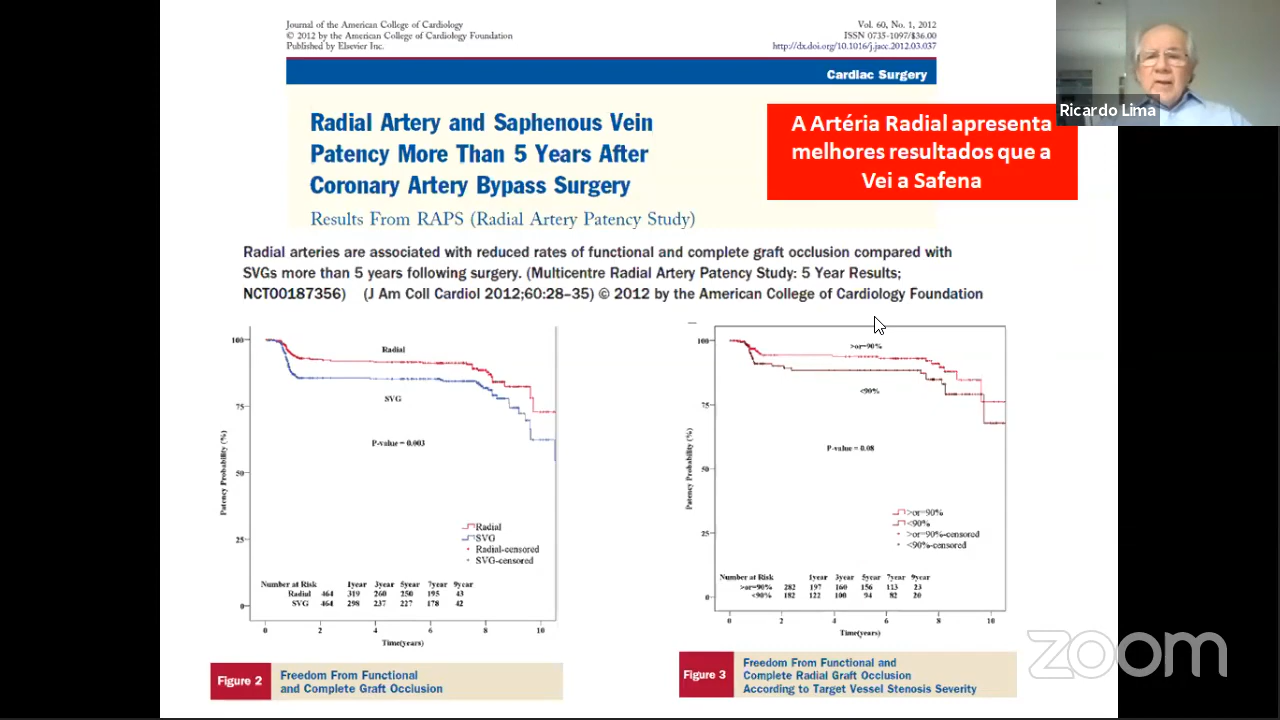 Journal of the American College of Cardiology
© 2012 by the American College of Cardiology Foundation
Published by Elsevier Inc.
Vol. 60, No. 1, 2012
ISSN 0735-1097/$36.00
http://dx.doi.org/10.1016/j.jacc.2012.03.037
Cardiac Surgery
Radial Artery and Saphenous Vein
Patency More Than 5 Years After
Coronary Artery Bypass Surgery
Results From RAPS (Radial Artery Patency Study)
A Artéria Radial apresenta
melhores resultados que a
Vei a Safena
Ricardo Lima
Radial arteries are associated with reduced rates of functional and complete graft occlusion compared with
SVGs more than 5 years following surgery. (Multicentre Radial Artery Patency Study: 5 Year Results;
NCT00187356) (J Am Coll Cardiol 2012;60:28–35) © 2012 by the American College of Cardiology Foundation
Patency Probability (%)
100
75
50
25
0
Radial
SVG
P-value = 0.003
Radial
SVG
Radial-censored
SVG-censored
Number at Risk 1year 3year 5year 7year 9year
Radial 464 319 260 250 195 43
SVG 464 298 237 227 178 42
0 2 4 6 8 10
Time(years)
Figure 2
Freedom From Functional
and Complete Graft Occlusion
Patency Probability (%)
100
75
50
25
0
>or=90%
<90%
P-value = 0.08
>or=90%
<90%
>or=90%-censored
<90%-censored
Number at Risk 1year 3year 5year 7year 9year
>or=90% 282 197 160 156 113 23
<90% 182 122 100 94 82 20
0 2 4 6 8 10
Time(years)
Figure 3
Freedom From Functional and
Complete Radial Graft Occlusion
According to Target Vessel Stenosis Severity
zoom